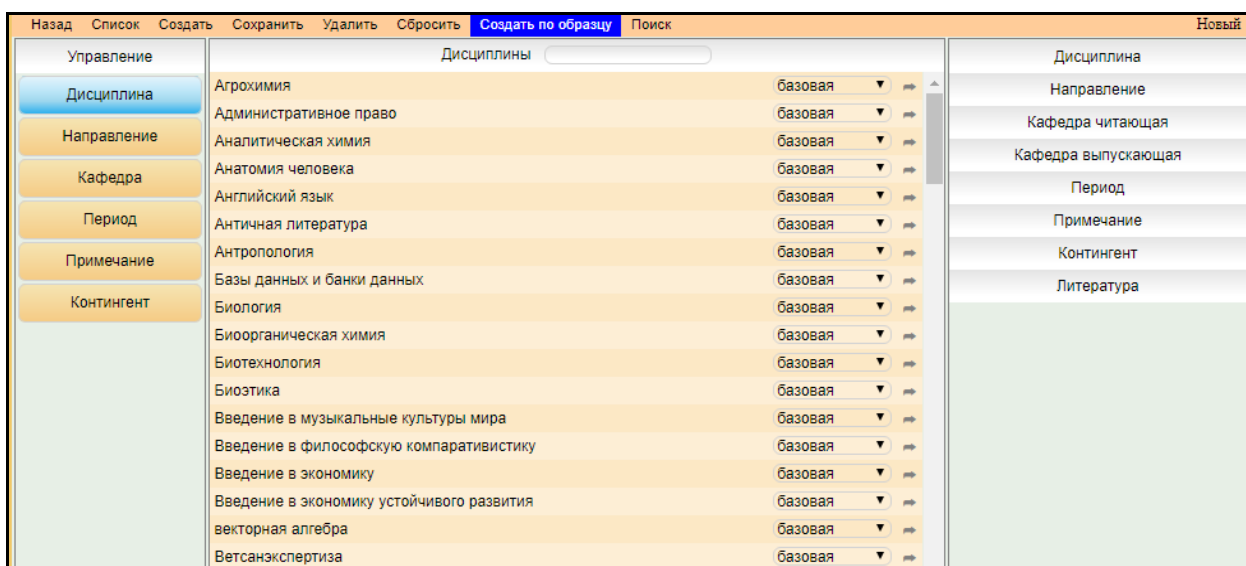 Назад Список Создать Сохранить Удалить Сбросить Создать по образцу Поиск Новый
Управление
Дисциплина
Направление
Кафедра
Период
Примечание
Контингент
Дисциплины
Агрохимия базовая
Административное право базовая
Аналитическая химия базовая
Анатомия человека базовая
Английский язык базовая
Античная литература базовая
Антропология базовая
Базы данных и банки данных базовая
Биология базовая
Биоорганическая химия базовая
Биотехнология базовая
Биоэтика базовая
Введение в музыкальные культуры мира базовая
Введение в философскую компаративистику базовая
Введение в экономику базовая
Введение в экономику устойчивого развития базовая
векторная алгебра базовая
Ветсанэкспертиза базовая
Дисциплина
Направление
Кафедра читающая
Кафедра выпускающая
Период
Примечание
Контингент
Литература